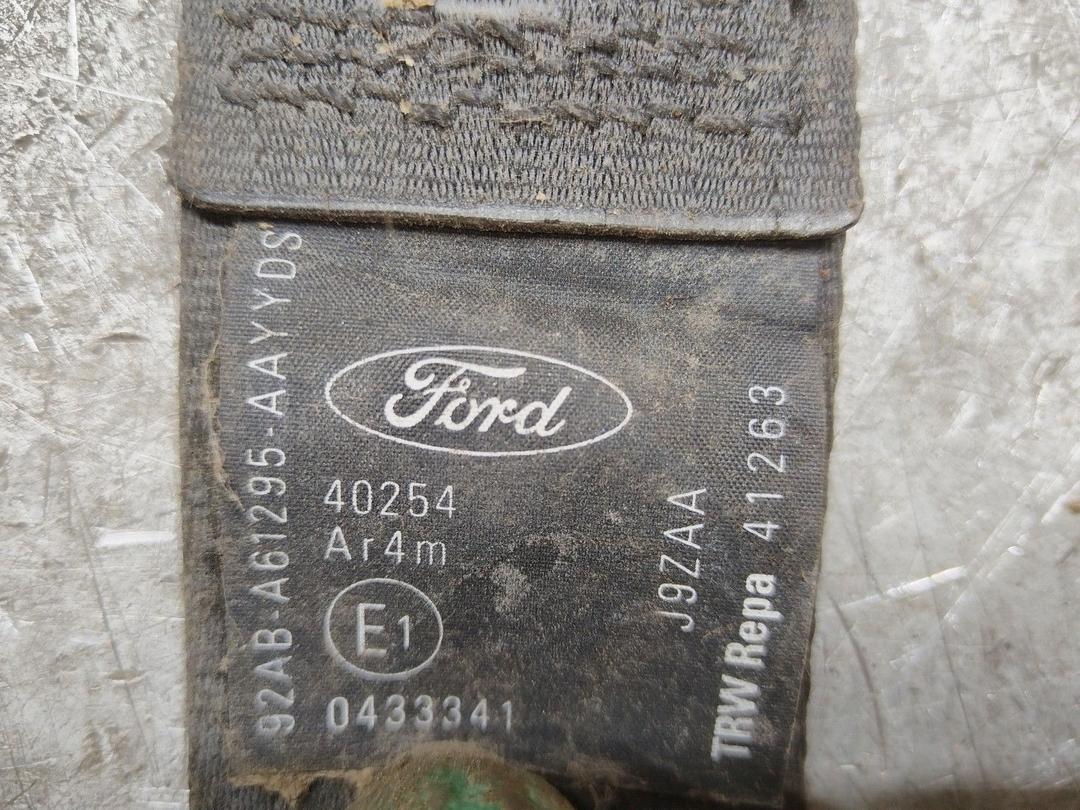 92AB-A61295-AAYYDS
Ford
40254
Ar4m
E1
0433341
J9ZAA
TRW Repa 41263